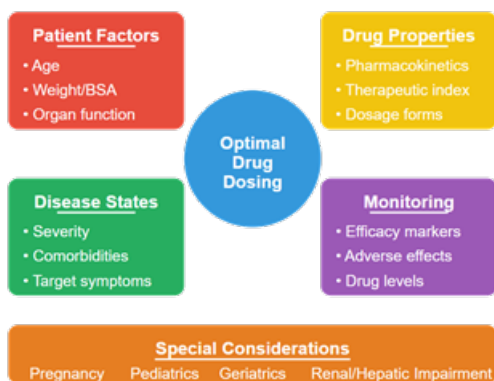 Patient Factors
• Age
• Weight/BSA
• Organ function
Drug Properties
• Pharmacokinetics
• Therapeutic index
• Dosage forms
Optimal
Drug
Dosing
Disease States
• Severity
• Comorbidities
• Target symptoms
Monitoring
• Efficacy markers
• Adverse effects
• Drug levels
Special Considerations
Pregnancy Pediatrics Geriatrics Renal/Hepatic Impairment